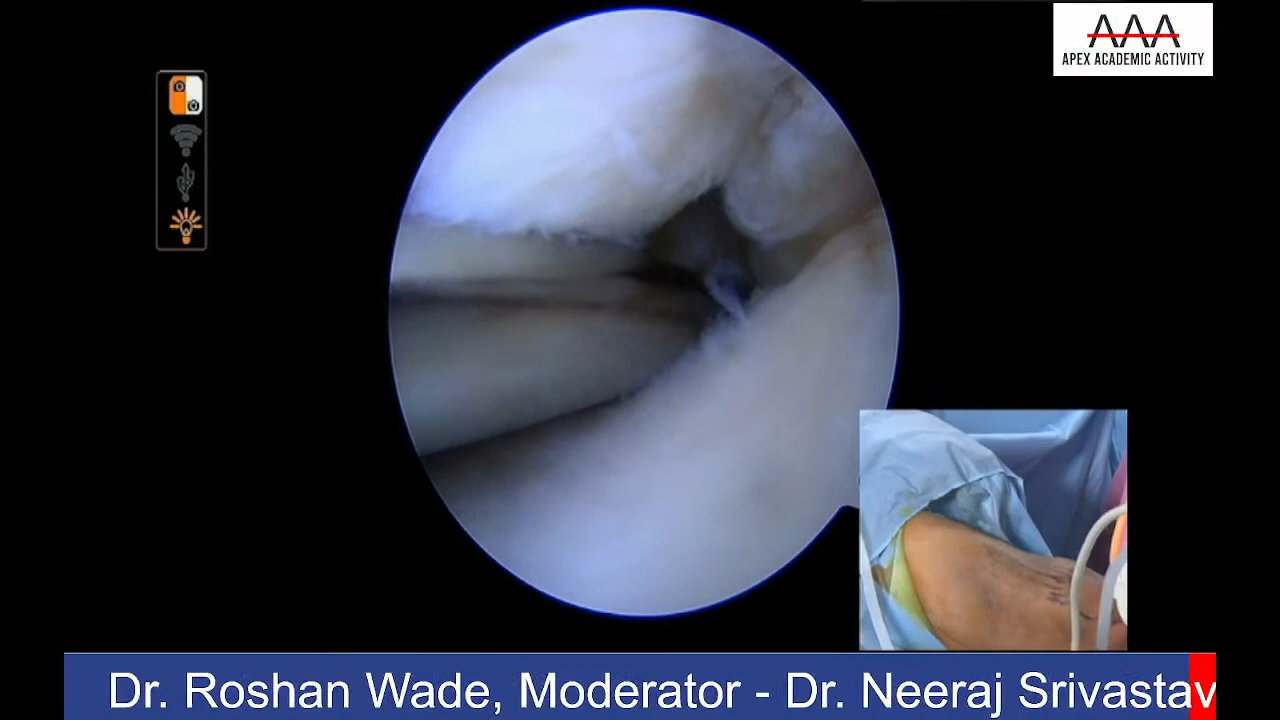 AAA
APEX ACADEMIC ACTIVITY
Dr. Roshan Wade, Moderator - Dr. Neeraj Srivastav